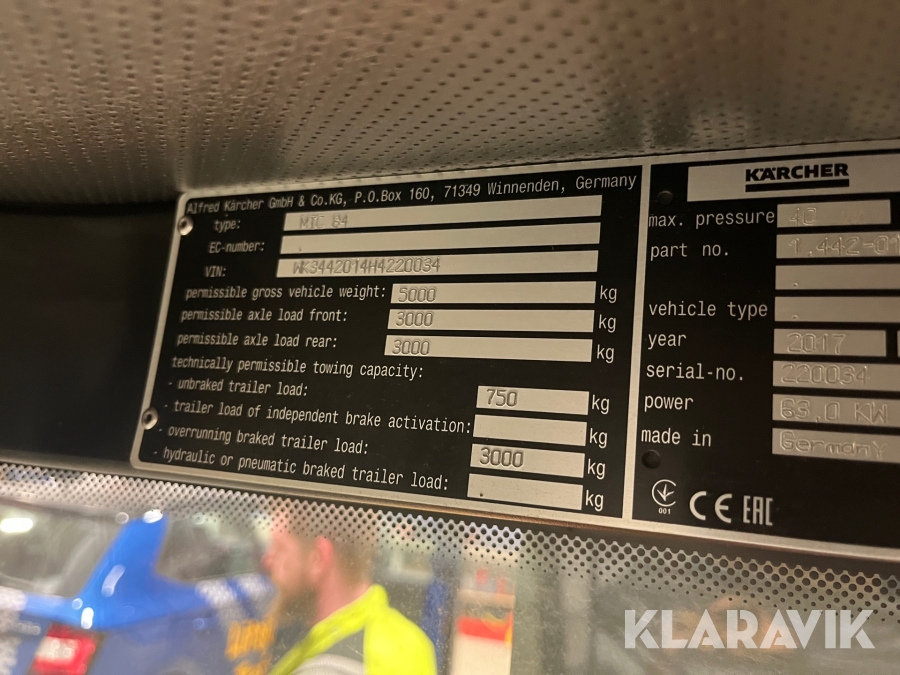 Alfred Kärcher GmbH & Co.KG, P.O.Box 160, 71349 Winnenden, Germany
type: MIC 84
EC-number: .
VIN: WK3442014H4220034
permissible gross vehicle weight: 5000 kg
permissible axle load front: 3000 kg
permissible axle load rear: 3000 kg
technically permissible towing capacity:
- unbraked trailer load: 750 kg
- trailer load of independent brake activation: kg
- overrunning braked trailer load: 3000 kg
- hydraulic or pneumatic braked trailer load: . kg
KÄRCHER
max. pressure 40
part no. 1.442-01
.
vehicle type .
year 2017
serial-no. 220034
power 63,0 KW
made in Germany
001 CE EAC
KLARAVIK